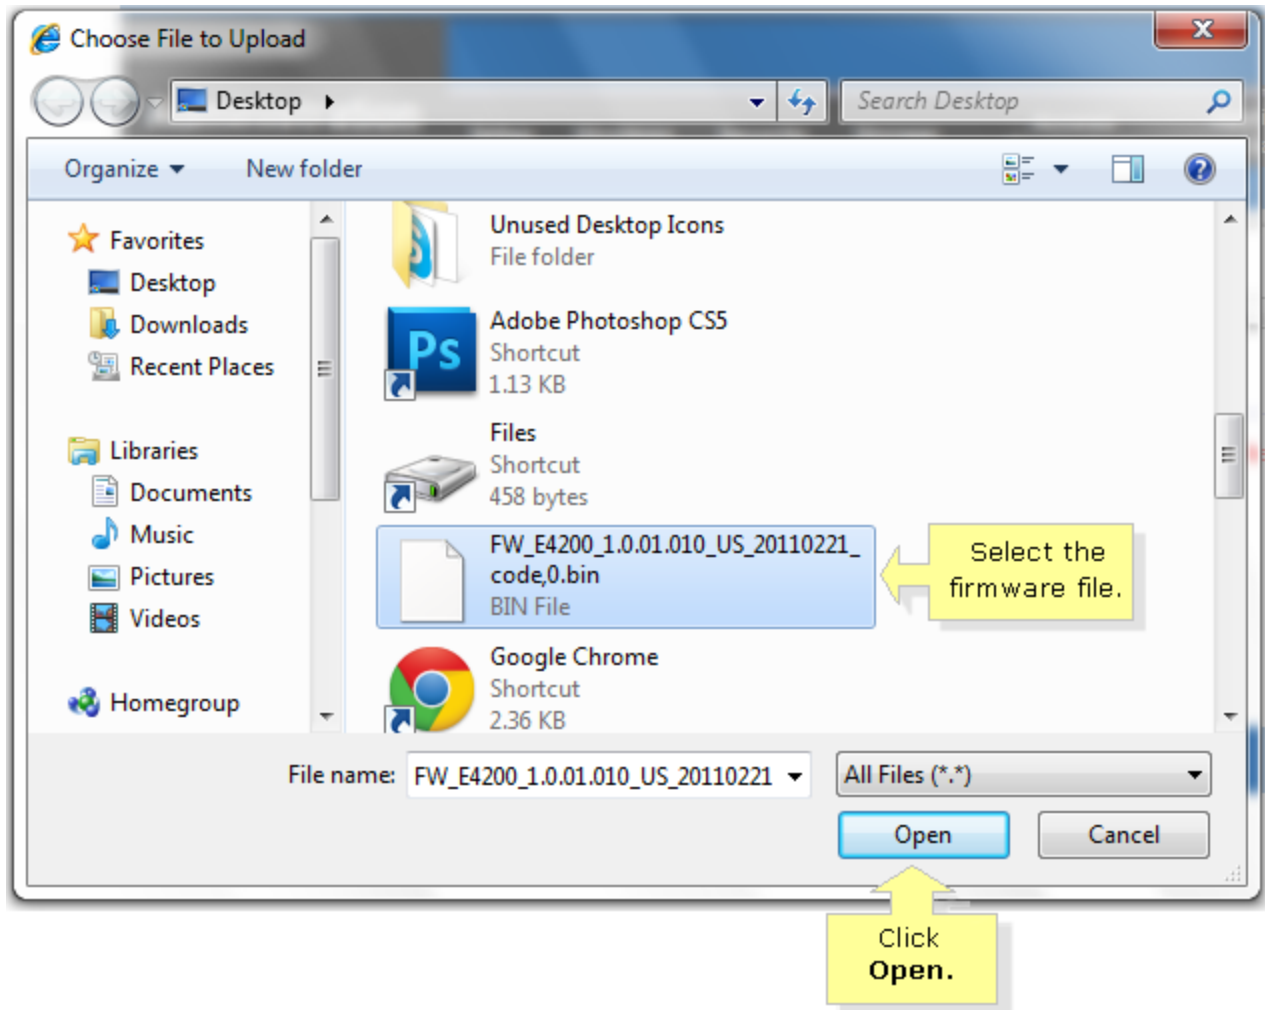 Choose File to Upload
X
Desktop
Search Desktop
Organize
New folder
Favorites
Desktop
Downloads
Recent Places
Libraries
Documents
Music
Pictures
Videos
Homegroup
Unused Desktop Icons
File folder
Ps
Adobe Photoshop CS5
Shortcut
1.13 KB
Files
Shortcut
458 bytes
FW_E4200_1.0.01.010_US_20110221_
code,0.bin
BIN File
Select the
firmware file.
Google Chrome
Shortcut
2.36 KB
File name: FW_E4200_1.0.01.010_US_20110221
All Files (*.*)
Open
Cancel
Click
Open.